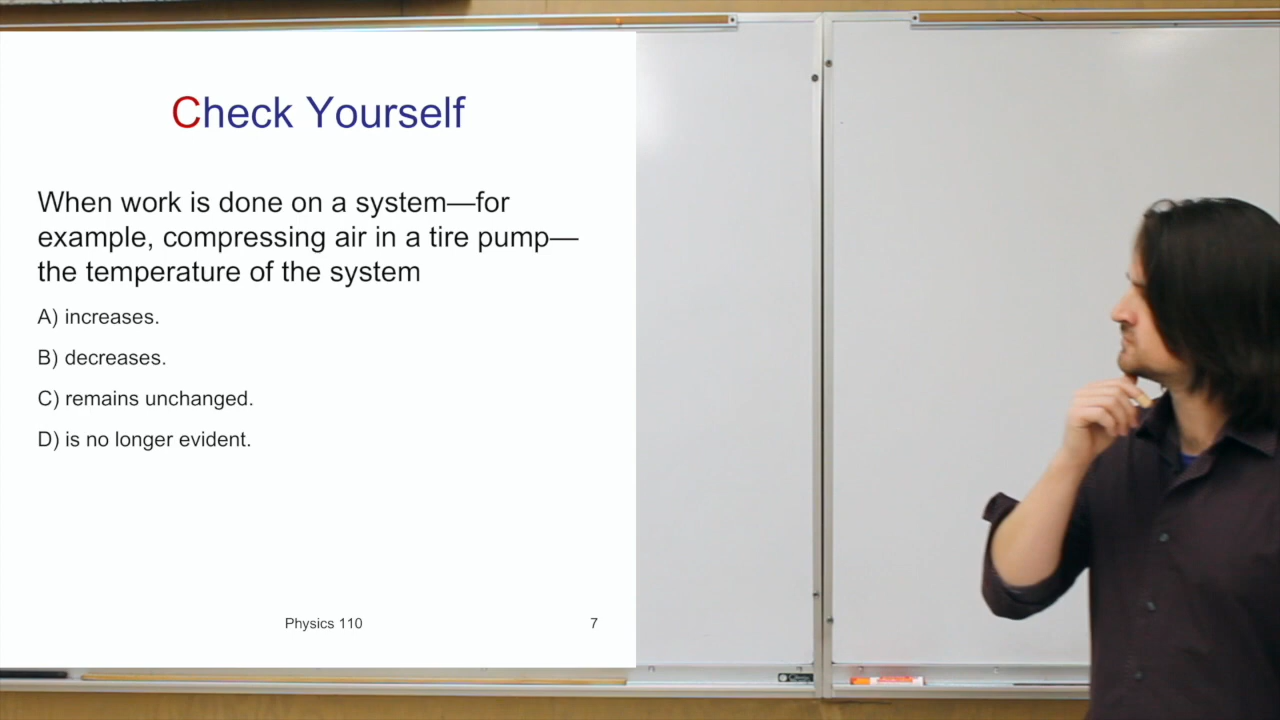 Check Yourself
When work is done on a system—for
example, compressing air in a tire pump—
the temperature of the system
A) increases.
B) decreases.
C) remains unchanged.
D) is no longer evident.
Physics 110
7